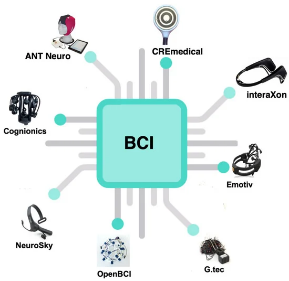 CREmedical
ANT Neuro
interaXon
Cognionics
BCI
Emotiv
NeuroSky
OpenBCI
G.tec